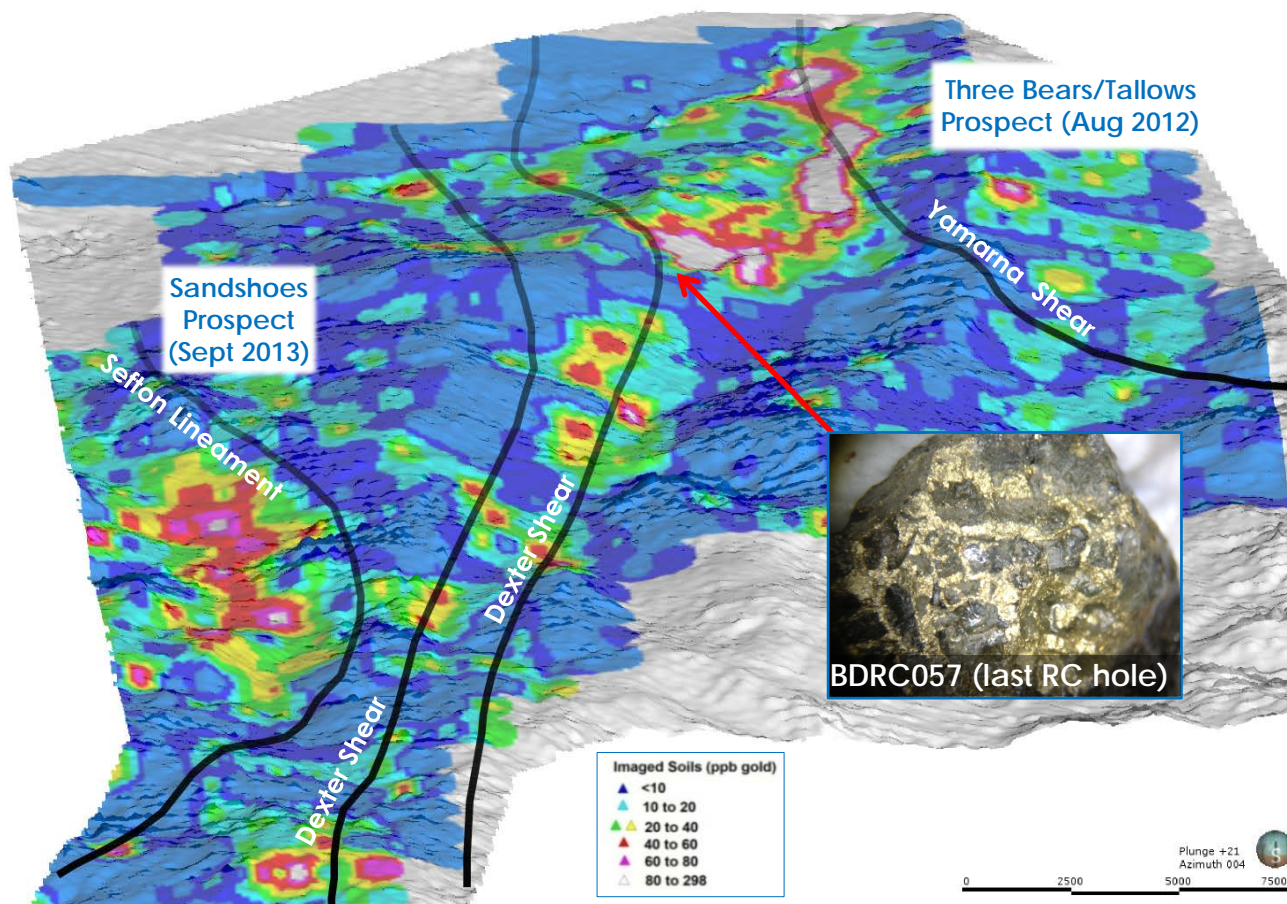 Three Bears/Tallows
Prospect (Aug 2012)
Yamarna Shear
Sandshoes
Prospect
(Sept 2013)
Sefton Lineament
Dexter Shear
Dexter Shear
BDRC057 (last RC hole)
Imaged Soils (ppb gold)
<10
10 to 20
20 to 40
40 to 60
60 to 80
80 to 298
Plunge +21
Azimuth 004
S
0 2500 5000 7500